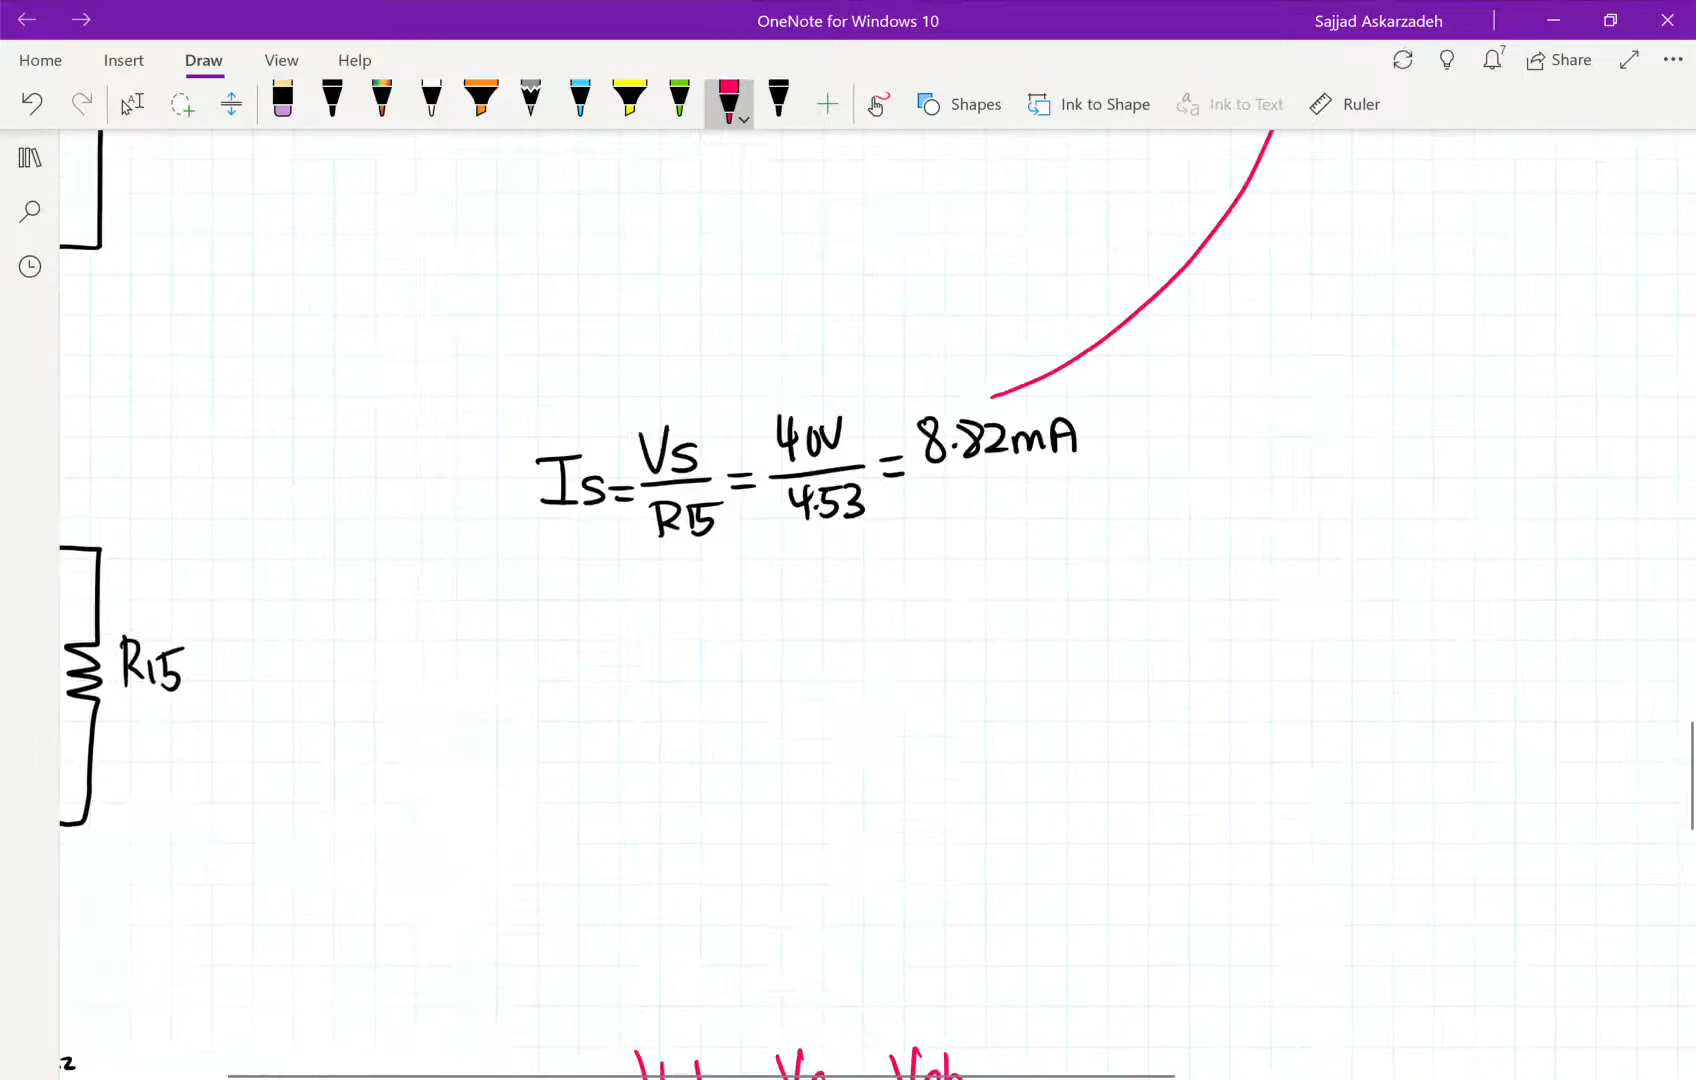 OneNote for Windows 10
Sajjad Askarzadeh
Home Insert Draw View Help
7
Share
Shapes Ink to Shape Ink to Text Ruler
Is = Vs / R15 = 40V / 4.53 = 8.82mA
R15